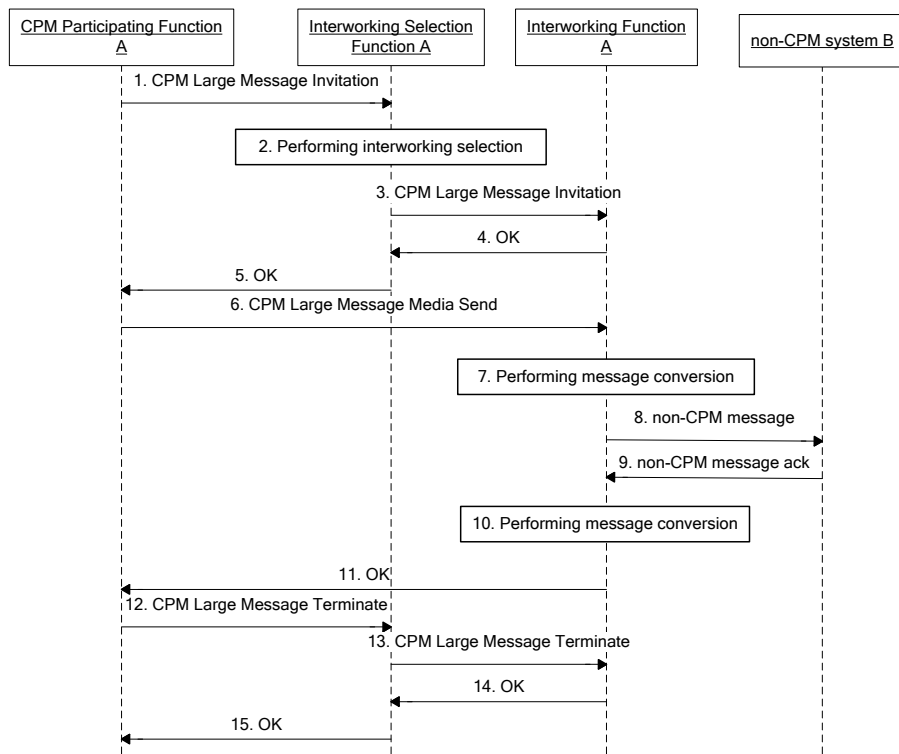 CPM Participating Function
A
Interworking Selection
Function A
Interworking Function
A
non-CPM system B
1. CPM Large Message Invitation
2. Performing interworking selection
3. CPM Large Message Invitation
4. OK
5. OK
6. CPM Large Message Media Send
7. Performing message conversion
8. non-CPM message
9. non-CPM message ack
10. Performing message conversion
11. OK
12. CPM Large Message Terminate
13. CPM Large Message Terminate
14. OK
15. OK